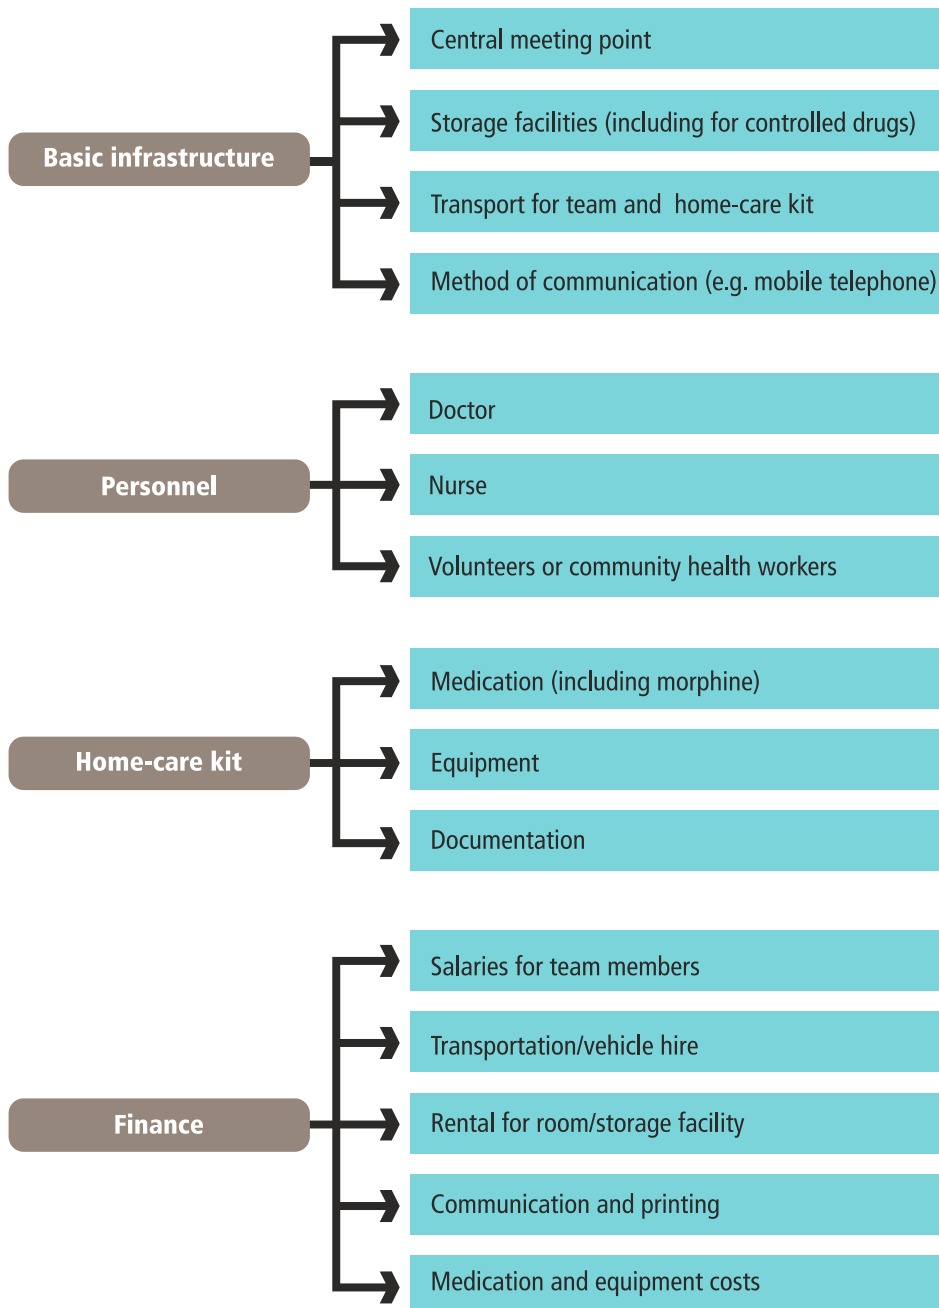 Basic infrastructure
Central meeting point
Storage facilities (including for controlled drugs)
Transport for team and home-care kit
Method of communication (e.g. mobile telephone)
Personnel
Doctor
Nurse
Volunteers or community health workers
Home-care kit
Medication (including morphine)
Equipment
Documentation
Finance
Salaries for team members
Transportation/vehicle hire
Rental for room/storage facility
Communication and printing
Medication and equipment costs